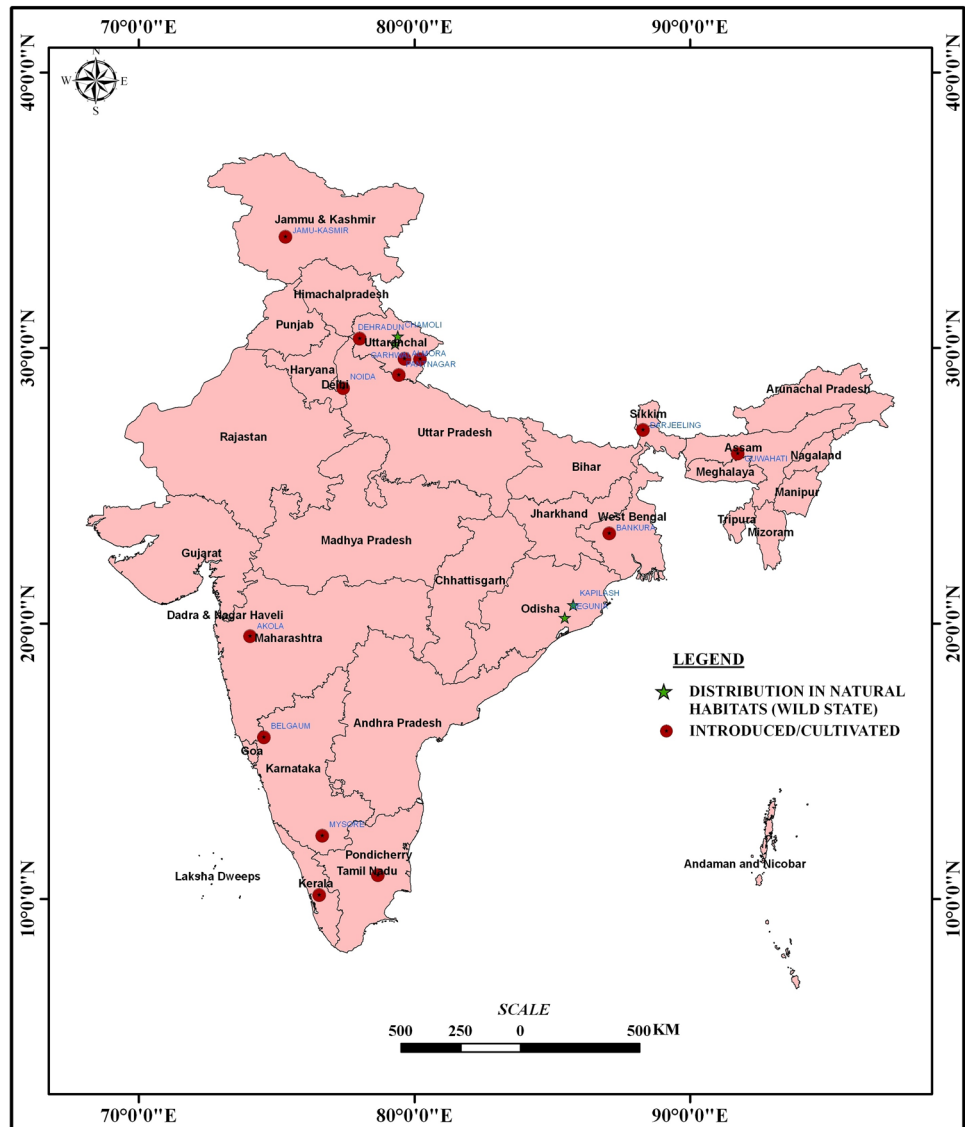 70°0'0"E 80°0'0"E 90°0'0"E
40°0'0"N 40°0'0"N
N
W E
S
Jammu & Kashmir
JAMU-KASMIR
Himachalpradesh
Punjab
DEHRADUN CHAMOLI
Uttaranchal
30°0'0"N 30°0'0"N
ALMORA
Haryana
Delhi NOIDA
Arunachal Pradesh
Sikkim
DARJEELING
Rajastan
Uttar Pradesh
Assam
GUWAHATI
Nagaland
Bihar
Meghalaya
Manipur
Jharkhand
West Bengal
BANKURA
Tripura
Mizoram
Madhya Pradesh
Gujarat
Chhattisgarh
KAPILASH
Odisha
Dadra & Nagar Haveli
20°0'0"N 20°0'0"N
AKOLA
Maharashtra
LEGEND
DISTRIBUTION IN NATURAL
HABITATS (WILD STATE)
INTRODUCED/CULTIVATED
BELGAUM
Andhra Pradesh
Goa
Karnataka
MYSORE
Pondicherry
Andaman and Nicobar
Laksha Dweeps
Tamil Nadu
Kerala
10°0'0"N 10°0'0"N
SCALE
500 250 0 500 KM
70°0'0"E 80°0'0"E 90°0'0"E